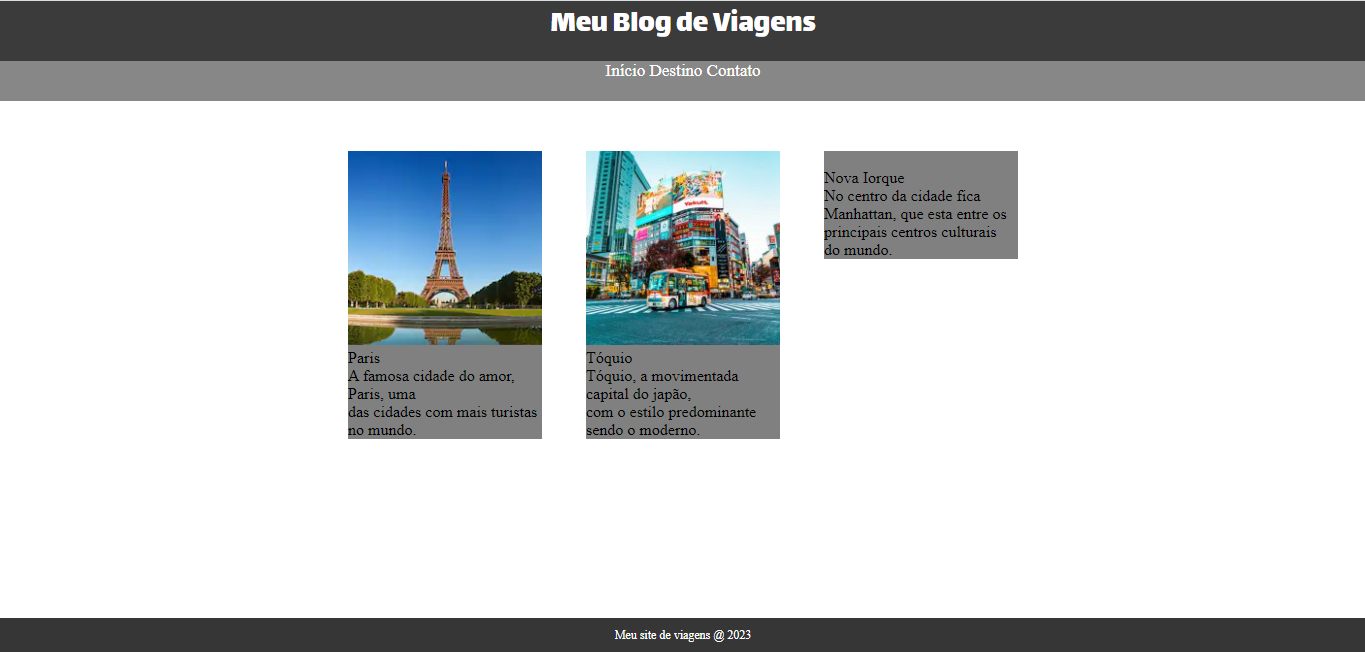 Meu Blog de Viagens
Início Destino Contato
Paris
A famosa cidade do amor,
Paris, uma
das cidades com mais turistas
no mundo.
Tóquio
Tóquio, a movimentada
capital do japão,
com o estilo predominante
sendo o moderno.
Nova Iorque
No centro da cidade fica
Manhattan, que esta entre os
principais centros culturais
do mundo.
Meu site de viagens @ 2023